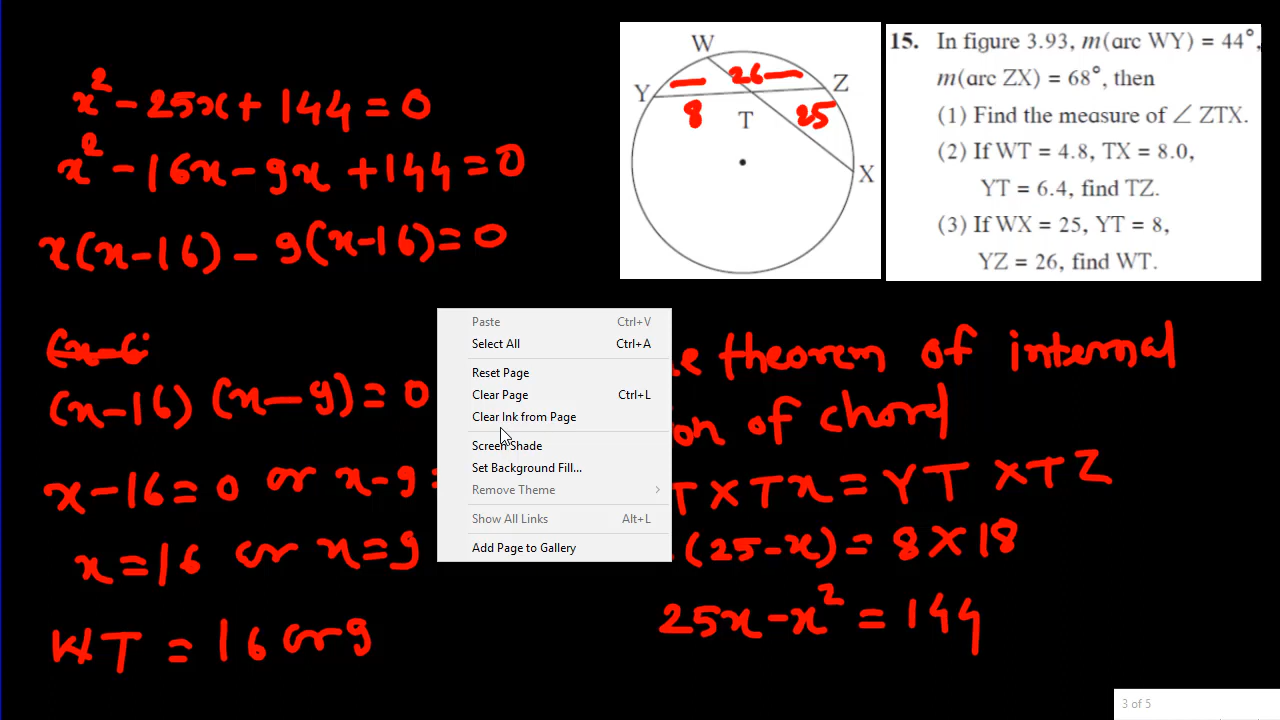 x² - 25x + 144 = 0
x² - 16x - 9x + 144 = 0
x(x-16) - 9(x-16) = 0
(x-6
(x-16) (x-9) = 0
x-16 = 0 or x-9 =
x = 16 or x = 9
WT = 16 or 9
W
Y
26
Z
8
T
25
X
15. In figure 3.93, m(arc WY) = 44°,
m(arc ZX) = 68°, then
(1) Find the measure of ∠ ZTX.
(2) If WT = 4.8, TX = 8.0,
YT = 6.4, find TZ.
(3) If WX = 25, YT = 8,
YZ = 26, find WT.
Paste Ctrl+V
Select All Ctrl+A
Reset Page
Clear Page Ctrl+L
Clear Ink from Page
Screen Shade
Set Background Fill...
Remove Theme
Show All Links Alt+L
Add Page to Gallery
theorem of internal
of chord
T × Tx = YT × TZ
(25-x) = 8 × 18
25x - x² = 144
3 of 5